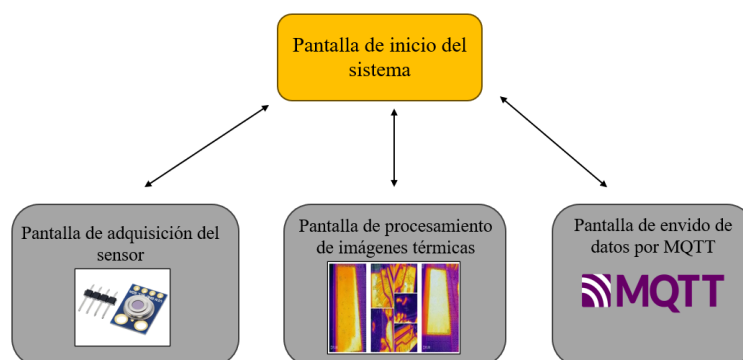 Pantalla de inicio del
sistema
Pantalla de adquisición del
sensor
Pantalla de procesamiento
de imágenes térmicas
Pantalla de envido de
datos por MQTT
MQTT